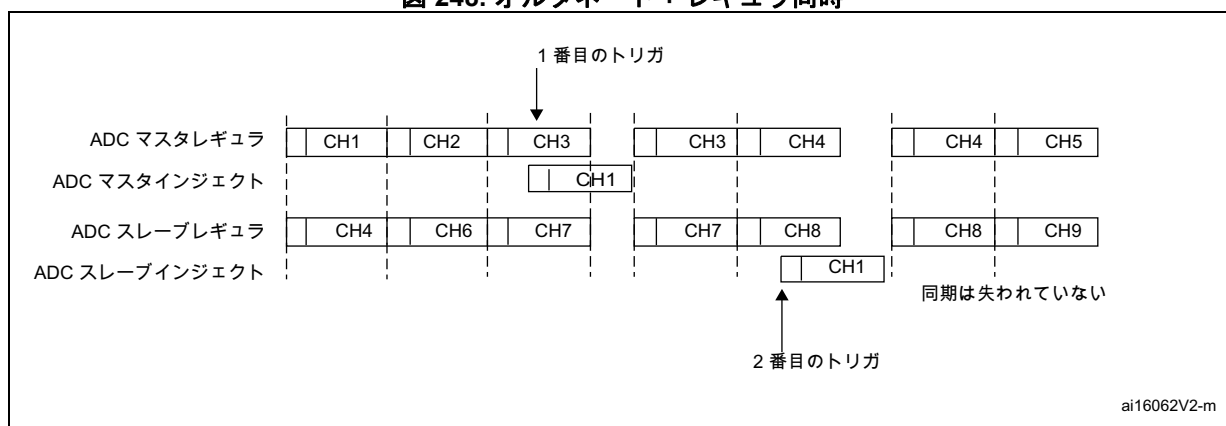 1 番目のトリガ
ADC マスタレギュラ CH1 CH2 CH3 CH3 CH4 CH4 CH5
ADC マスタインジェクト CH1
ADC スレーブレギュラ CH4 CH6 CH7 CH7 CH8 CH8 CH9
ADC スレーブインジェクト CH1
同期は失われていない
2 番目のトリガ
ai16062V2-m